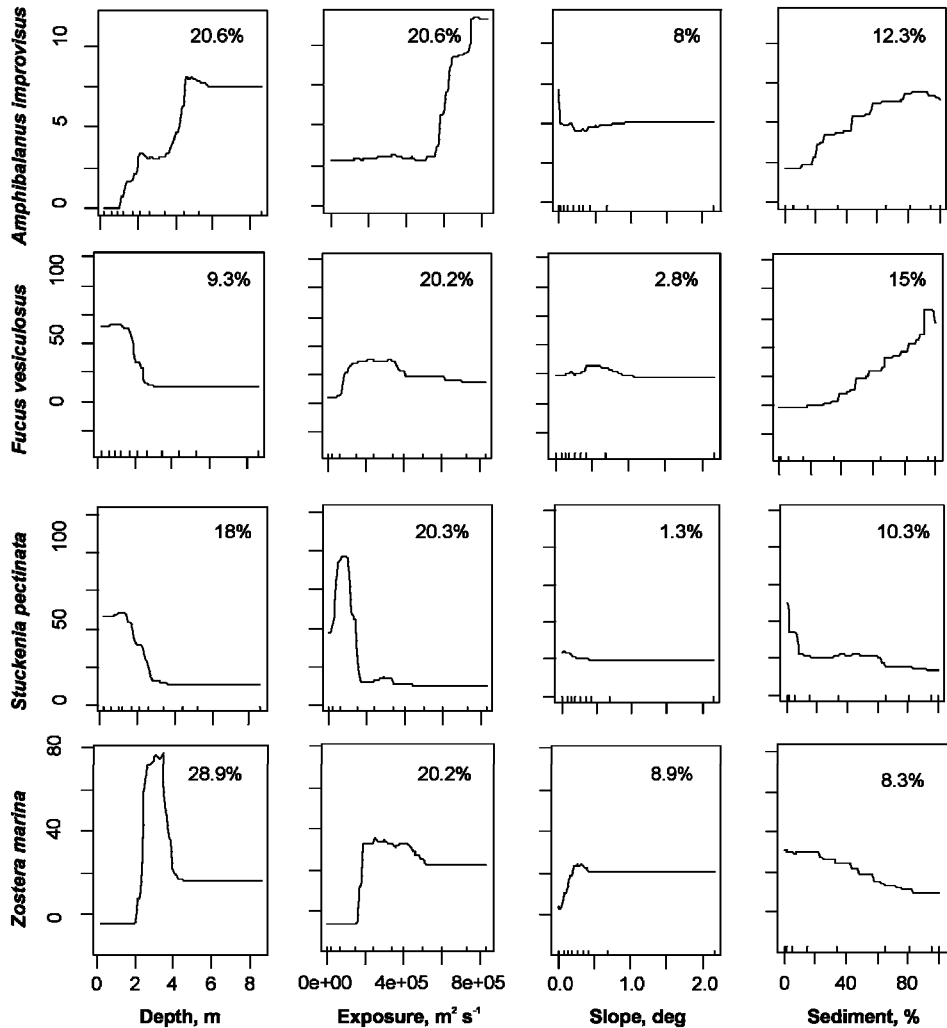 Amphibalanus improvisus
10
5
0
20.6%
20.6%
8%
12.3%
Fucus vesiculosus
100
50
0
9.3%
20.2%
2.8%
15%
Stuckenia pectinata
100
50
0
18%
20.3%
1.3%
10.3%
Zostera marina
80
40
0
28.9%
20.2%
8.9%
8.3%
0 2 4 6 8
0e+00 4e+05 8e+05
0.0 1.0 2.0
0 40 80
Depth, m
Exposure, m² s⁻¹
Slope, deg
Sediment, %